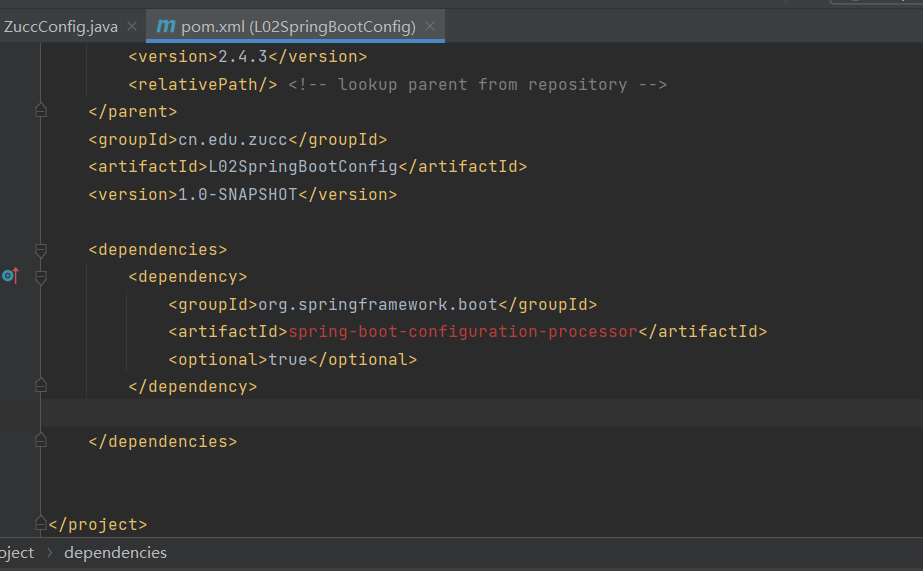 ZuccConfig.java × m pom.xml (L02SpringBootConfig) ×
<version>2.4.3</version>
<relativePath/> <!-- lookup parent from repository -->
</parent>
<groupId>cn.edu.zucc</groupId>
<artifactId>L02SpringBootConfig</artifactId>
<version>1.0-SNAPSHOT</version>
<dependencies>
<dependency>
<groupId>org.springframework.boot</groupId>
<artifactId>spring-boot-configuration-processor</artifactId>
<optional>true</optional>
</dependency>
</dependencies>
</project>
oject › dependencies